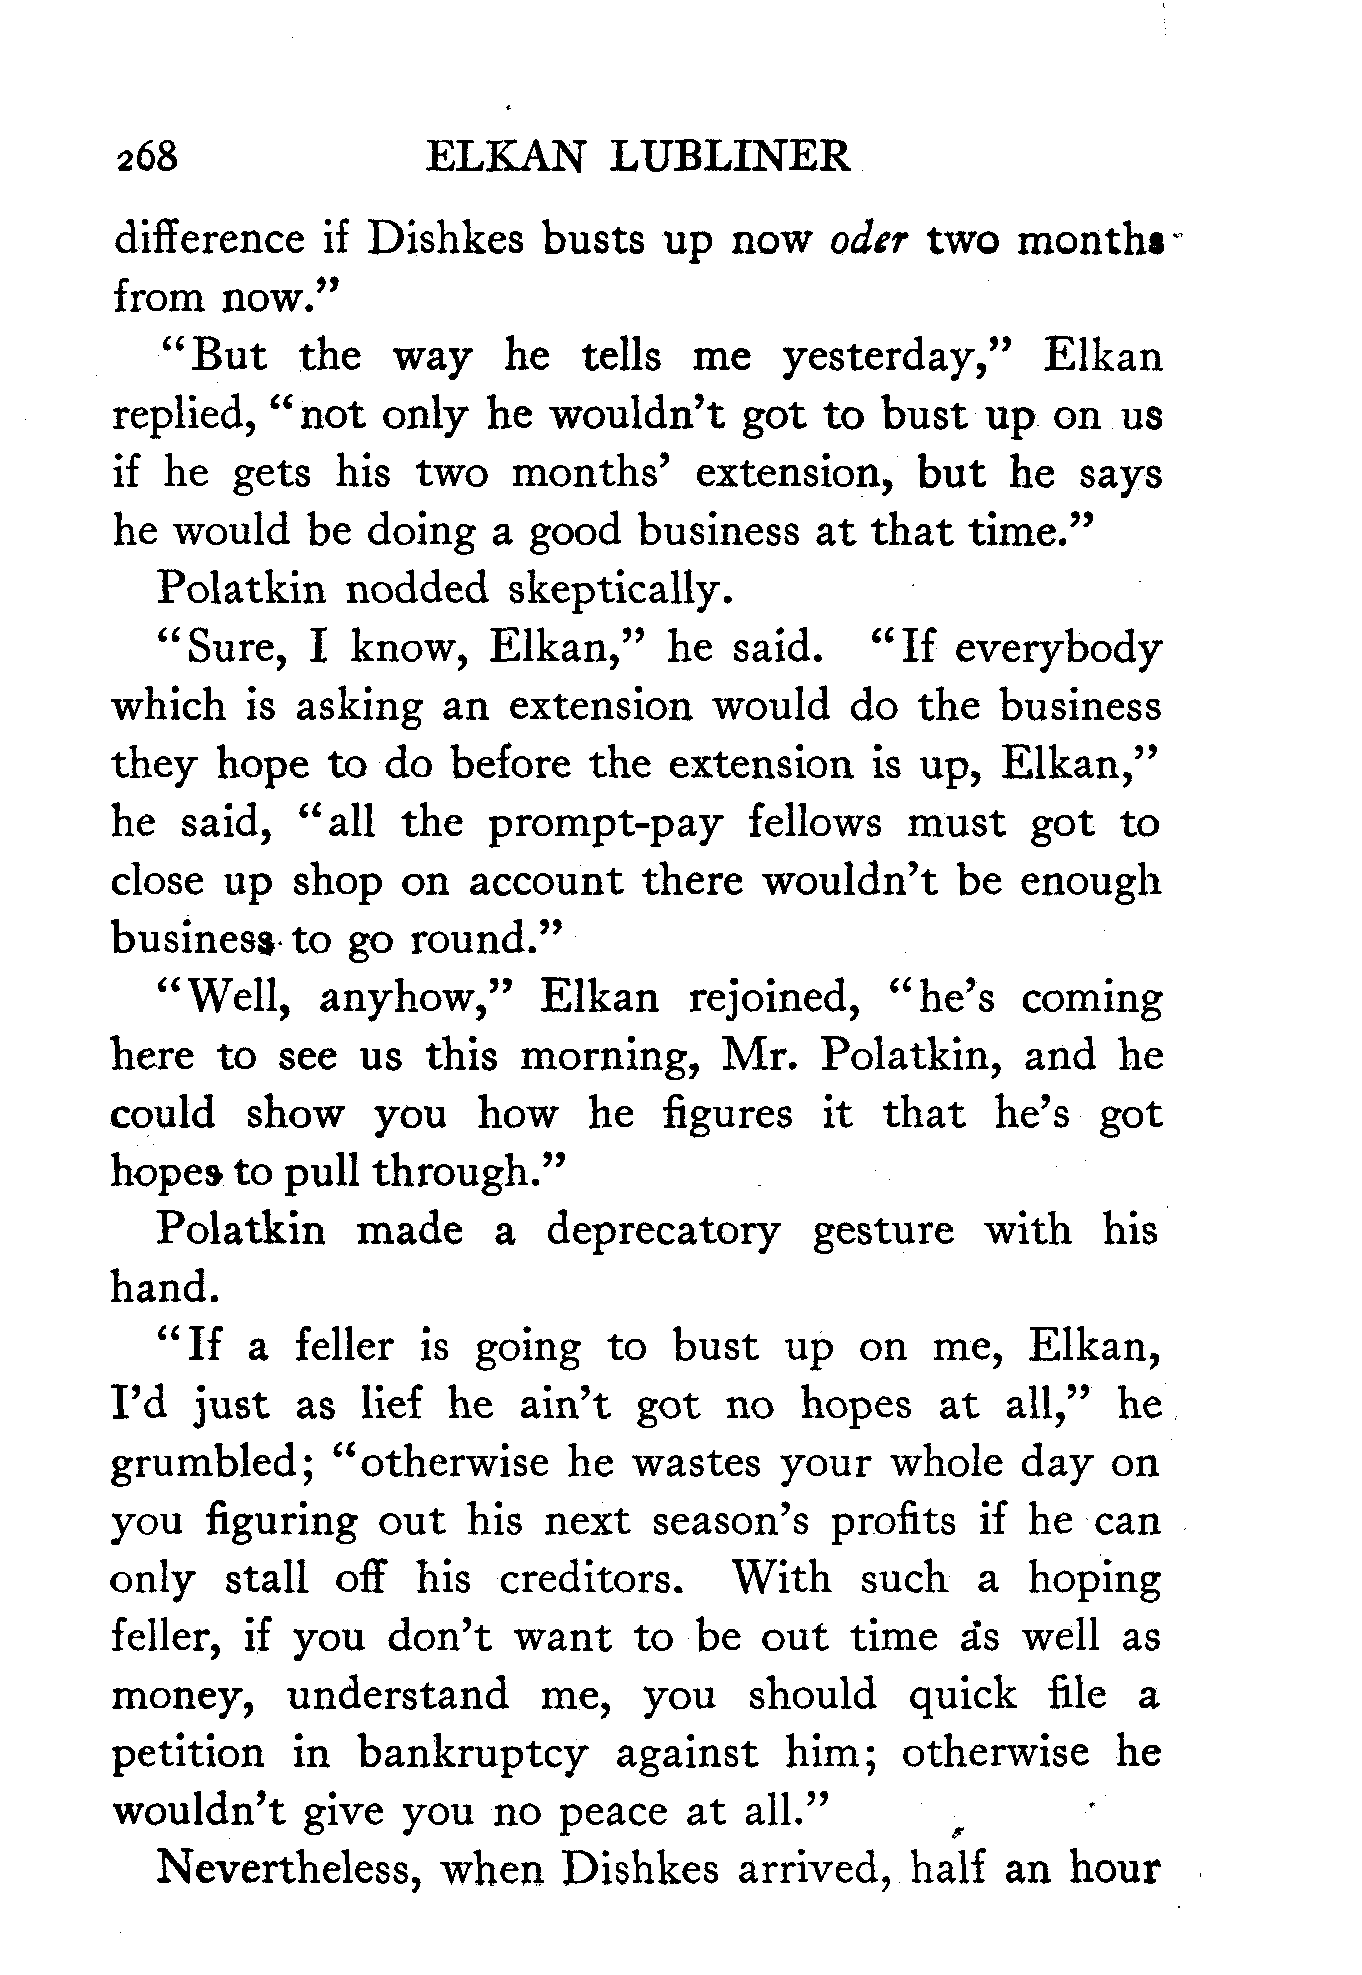 268 ELKAN LUBLINER
difference if Dishkes busts up now oder two months
from now.”
“But the way he tells me yesterday,” Elkan
replied, “not only he wouldn’t got to bust up on us
if he gets his two months’ extension, but he says
he would be doing a good business at that time.”
Polatkin nodded skeptically.
“Sure, I know, Elkan,” he said. “If everybody
which is asking an extension would do the business
they hope to do before the extension is up, Elkan,”
he said, “all the prompt-pay fellows must got to
close up shop on account there wouldn’t be enough
business to go round.”
“Well, anyhow,” Elkan rejoined, “he’s coming
here to see us this morning, Mr. Polatkin, and he
could show you how he figures it that he’s got
hopes to pull through.”
Polatkin made a deprecatory gesture with his
hand.
“If a feller is going to bust up on me, Elkan,
I’d just as lief he ain’t got no hopes at all,” he
grumbled; “otherwise he wastes your whole day on
you figuring out his next season’s profits if he can
only stall off his creditors. With such a hoping
feller, if you don’t want to be out time as well as
money, understand me, you should quick file a
petition in bankruptcy against him; otherwise he
wouldn’t give you no peace at all.”
Nevertheless, when Dishkes arrived, half an hour